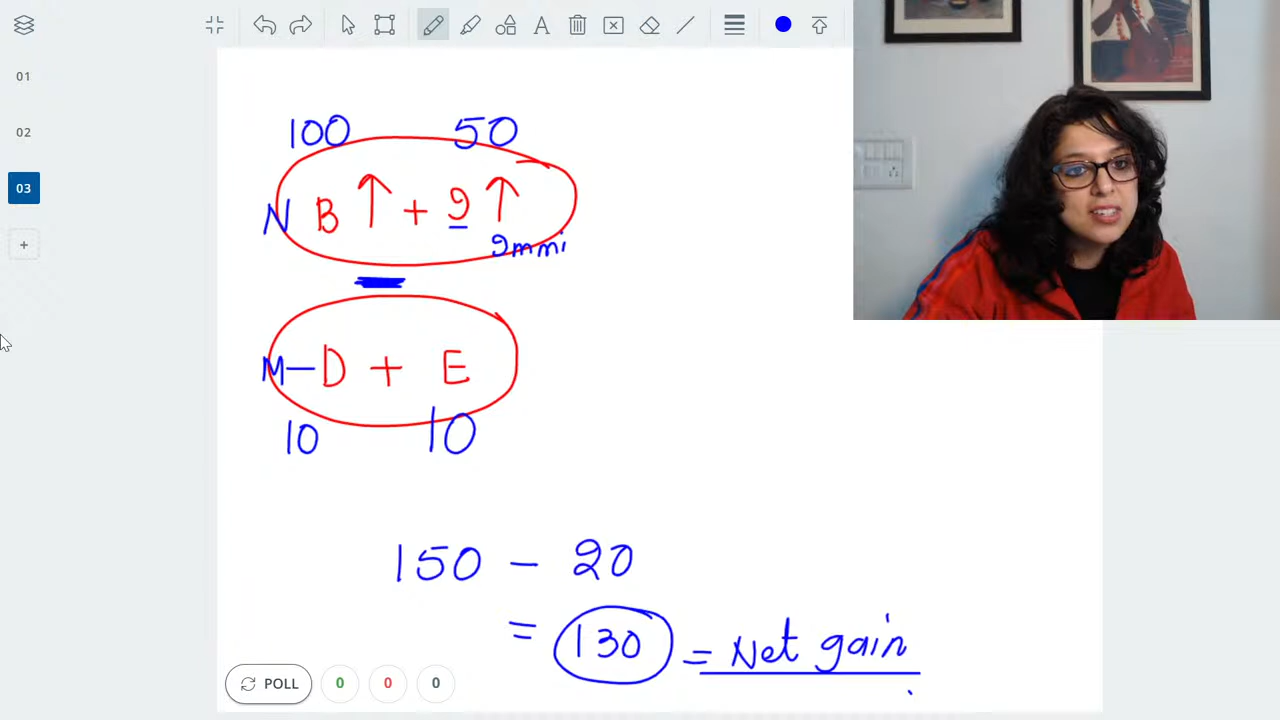 01
02
03
+
100 50
N B ↑ + 9 ↑
9mmi
M—D + E
10 10
150 - 20
= 130 = Net gain
POLL 0 0 0